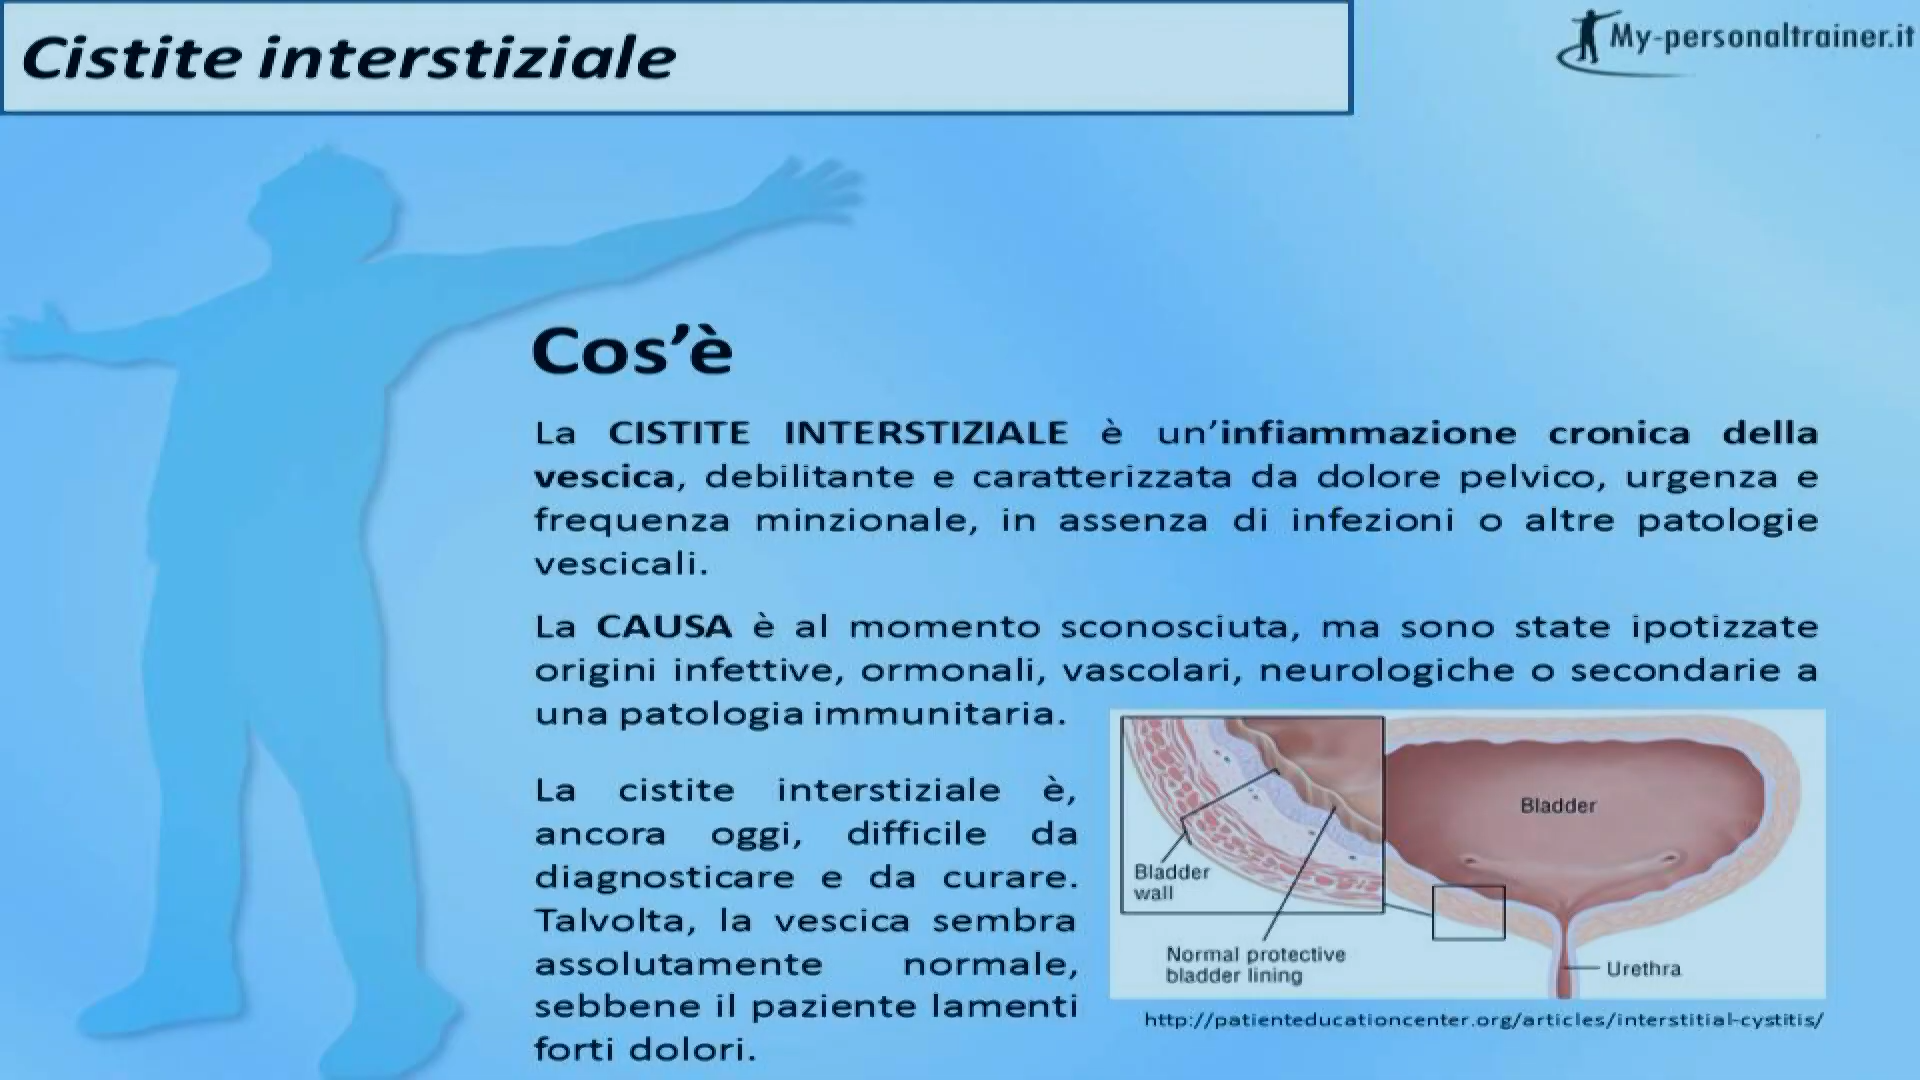 Cistite interstiziale
My-personaltrainer.it
Cos’è
La CISTITE INTERSTIZIALE è un’infiammazione cronica della
vescica, debilitante e caratterizzata da dolore pelvico, urgenza e
frequenza minzionale, in assenza di infezioni o altre patologie
vescicali.
La CAUSA è al momento sconosciuta, ma sono state ipotizzate
origini infettive, ormonali, vascolari, neurologiche o secondarie a
una patologia immunitaria.
La cistite interstiziale è,
ancora oggi, difficile da
diagnosticare e da curare.
Talvolta, la vescica sembra
assolutamente normale,
sebbene il paziente lamenti
forti dolori.
Bladder
Bladder
wall
Normal protective
bladder lining
Urethra
http://patienteducationcenter.org/articles/interstitial-cystitis/